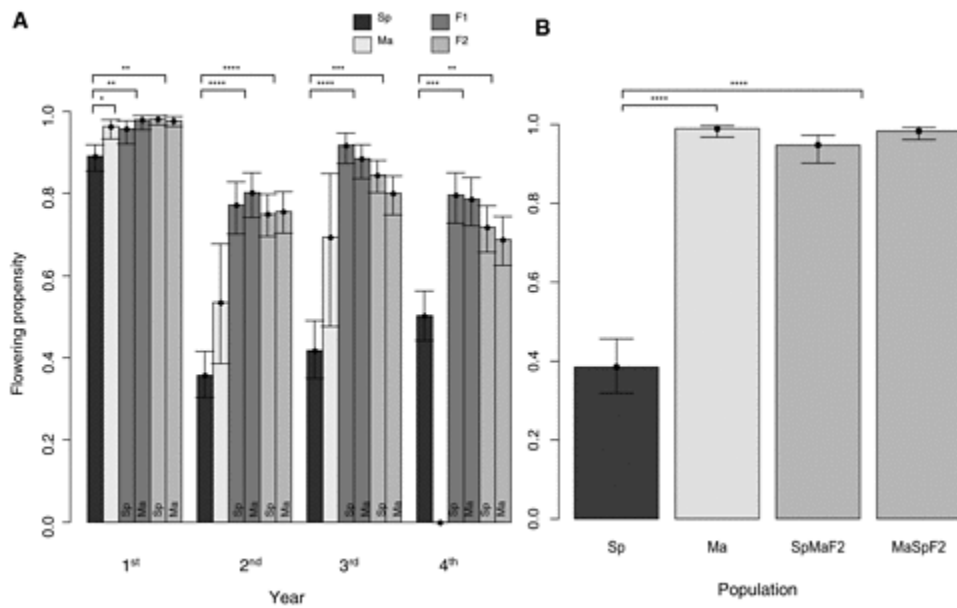 A
Sp
F1
Ma
F2
B
**
****
***
**
**
****
****
***
*
****
****
1.0
0.8
0.6
0.4
0.2
0.0
Flowering propensity
Sp Ma Sp Ma
Sp Ma Sp Ma
Sp Ma Sp Ma
Sp Ma Sp Ma
1st 2nd 3rd 4th
Year
1.0
0.8
0.6
0.4
0.2
0.0
Sp Ma SpMaF2 MaSpF2
Population